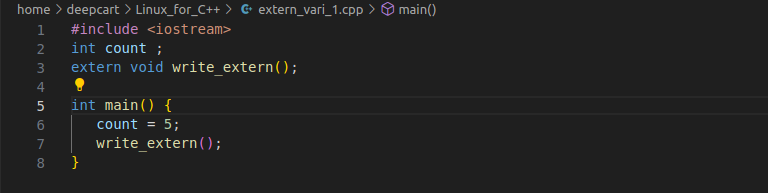 home > deepcart > Linux_for_C++ > extern_vari_1.cpp > main()
1 #include <iostream>
2 int count ;
3 extern void write_extern();
4
5 int main() {
6 count = 5;
7 write_extern();
8 }